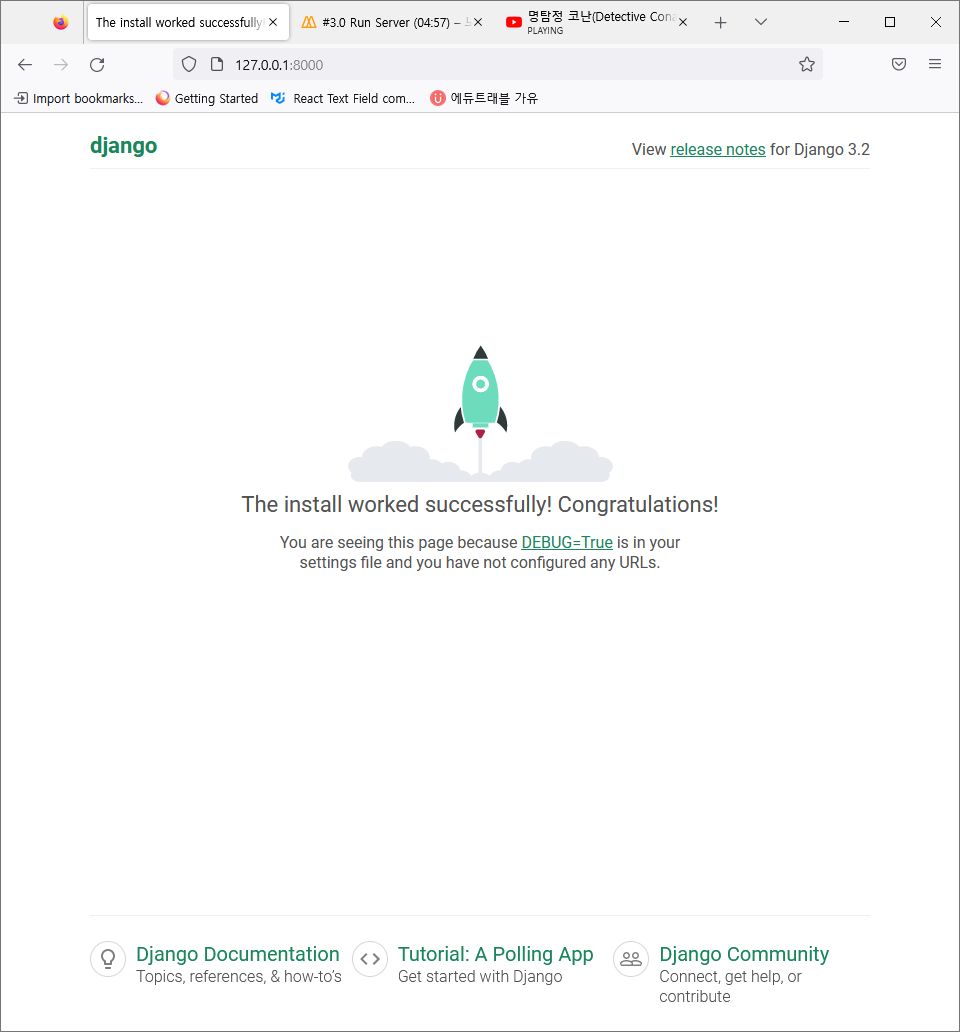 The install worked successfully!
#3.0 Run Server (04:57) –
명탐정 코난(Detective Cona
PLAYING
127.0.0.1:8000
Import bookmarks...
Getting Started
React Text Field com...
에듀트래블 가유
django
View release notes for Django 3.2
The install worked successfully! Congratulations!
You are seeing this page because DEBUG=True is in your
settings file and you have not configured any URLs.
Django Documentation
Topics, references, & how-to’s
Tutorial: A Polling App
Get started with Django
Django Community
Connect, get help, or
contribute